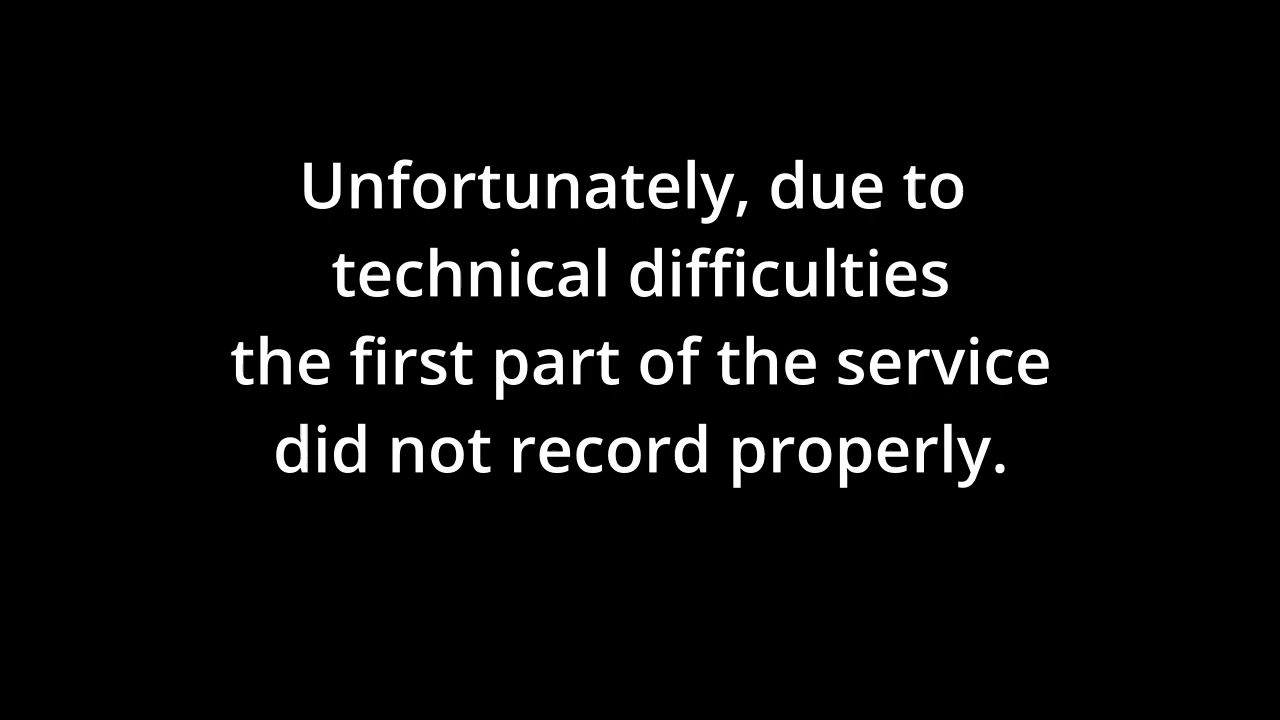 Unfortunately, due to
technical difficulties
the first part of the service
did not record properly.